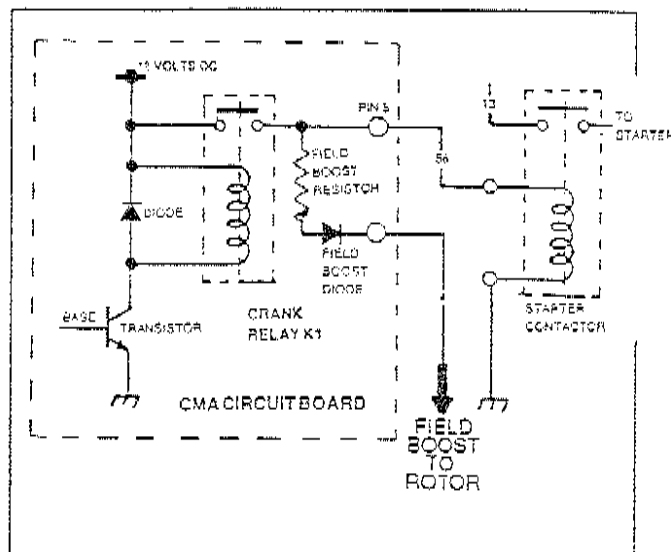 12 VOLTS DC
PIN 5
13
TO
STARTER
56
FIELD
BOOST
RESISTOR
DIODE
FIELD
BOOST
DIODE
BASE
TRANSISTOR
CRANK
RELAY K1
STARTER
CONTACTOR
CMA CIRCUIT BOARD
FIELD
BOOST
TO
ROTOR